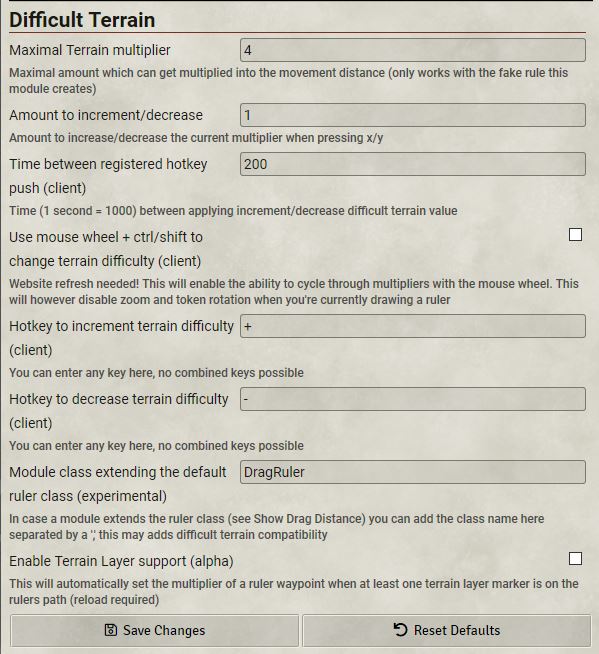 Difficult Terrain
Maximal Terrain multiplier
4
Maximal amount which can get multiplied into the movement distance (only works with the fake rule this
module creates)
Amount to increment/decrease
1
Amount to increase/decrease the current multiplier when pressing x/y
Time between registered hotkey
push (client)
200
Time (1 second = 1000) between applying increment/decrease difficult terrain value
Use mouse wheel + ctrl/shift to
change terrain difficulty (client)
Website refresh needed! This will enable the ability to cycle through multipliers with the mouse wheel. This
will however disable zoom and token rotation when you're currently drawing a ruler
Hotkey to increment terrain difficulty
(client)
+
You can enter any key here, no combined keys possible
Hotkey to decrease terrain difficulty
(client)
-
You can enter any key here, no combined keys possible
Module class extending the default
ruler class (experimental)
DragRuler
In case a module extends the ruler class (see Show Drag Distance) you can add the class name here
separated by a ',' this may adds difficult terrain compatibility
Enable Terrain Layer support (alpha)
This will automatically set the multiplier of a ruler waypoint when at least one terrain layer marker is on the
rulers path (reload required)
Save Changes
Reset Defaults